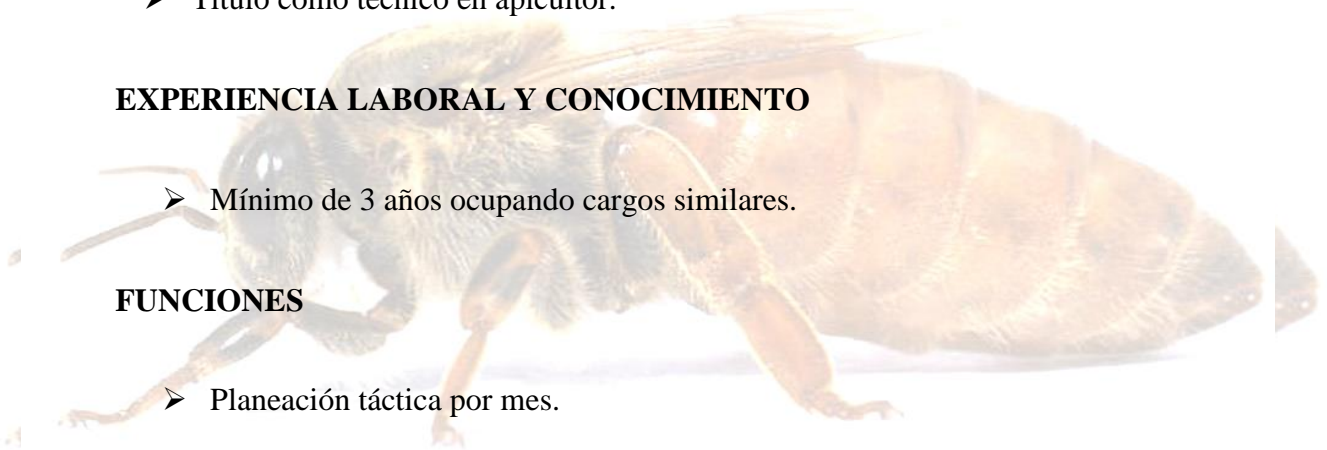 ➢ Título como técnico en apicultor.
EXPERIENCIA LABORAL Y CONOCIMIENTO
➢ Mínimo de 3 años ocupando cargos similares.
FUNCIONES
➢ Planeación táctica por mes.